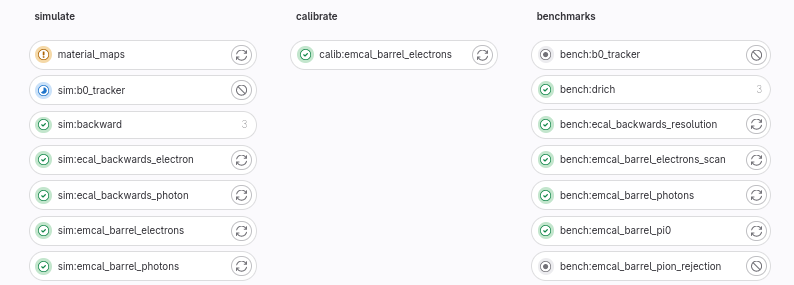 simulate
material_maps
sim:b0_tracker
sim:backward 3
sim:ecal_backwards_electron
sim:ecal_backwards_photon
sim:emcal_barrel_electrons
sim:emcal_barrel_photons
calibrate
calib:emcal_barrel_electrons
benchmarks
bench:b0_tracker
bench:drich 3
bench:ecal_backwards_resolution
bench:emcal_barrel_electrons_scan
bench:emcal_barrel_photons
bench:emcal_barrel_pi0
bench:emcal_barrel_pion_rejection